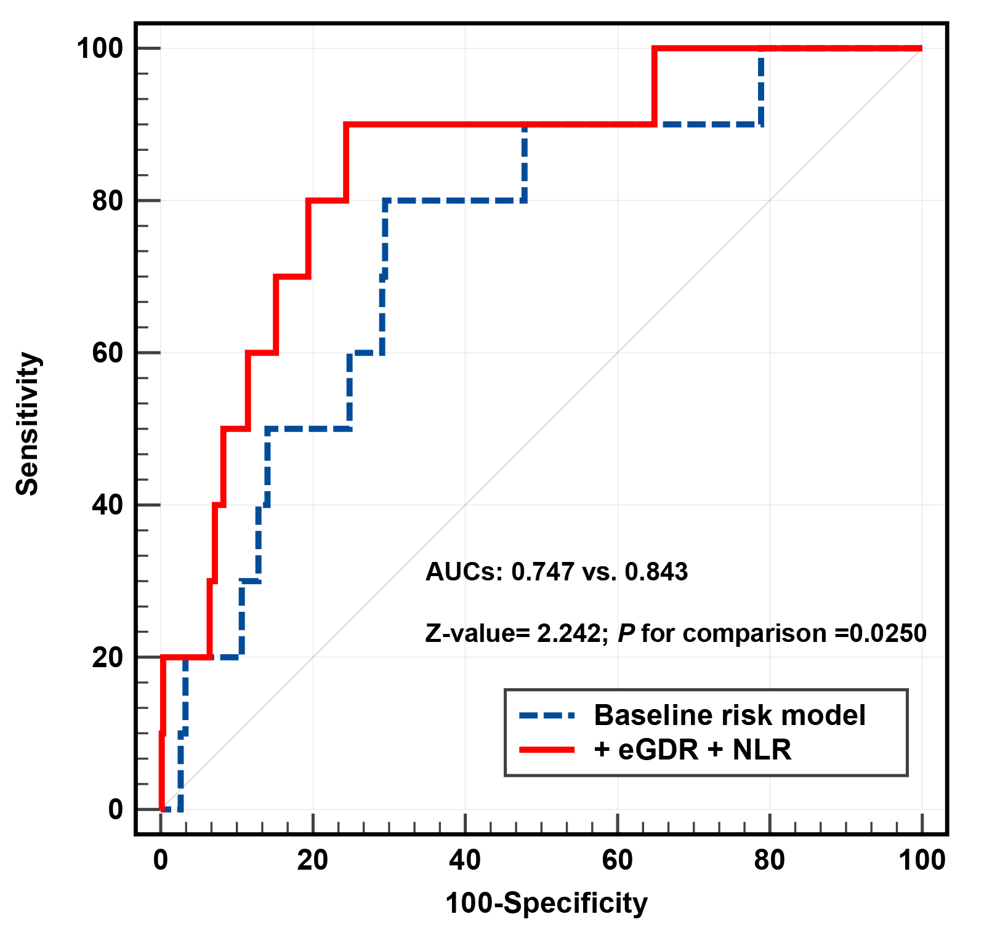 100
80
60
40
20
0
Sensitivity
AUCs: 0.747 vs. 0.843
Z-value= 2.242; P for comparison =0.0250
Baseline risk model
+ eGDR + NLR
0 20 40 60 80 100
100-Specificity